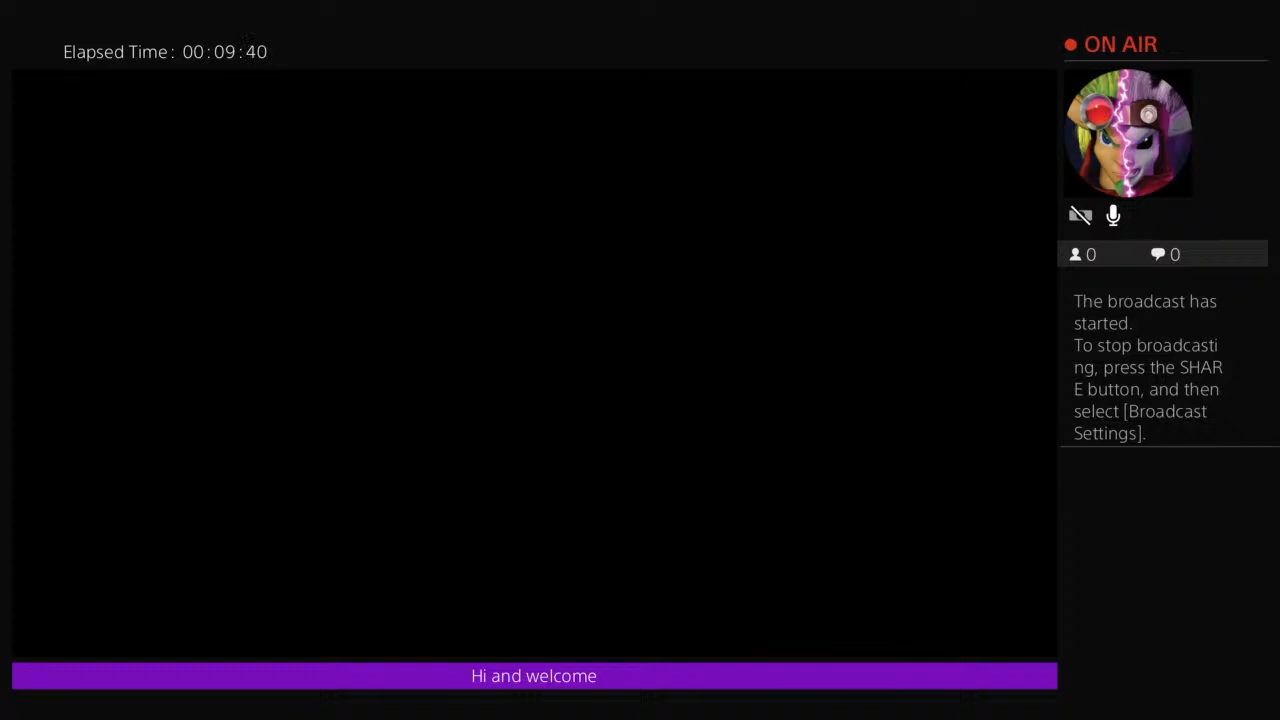 Elapsed Time: 00:09:40
ON AIR
0
0
The broadcast has
started.
To stop broadcasti
ng, press the SHAR
E button, and then
select [Broadcast
Settings].
Hi and welcome